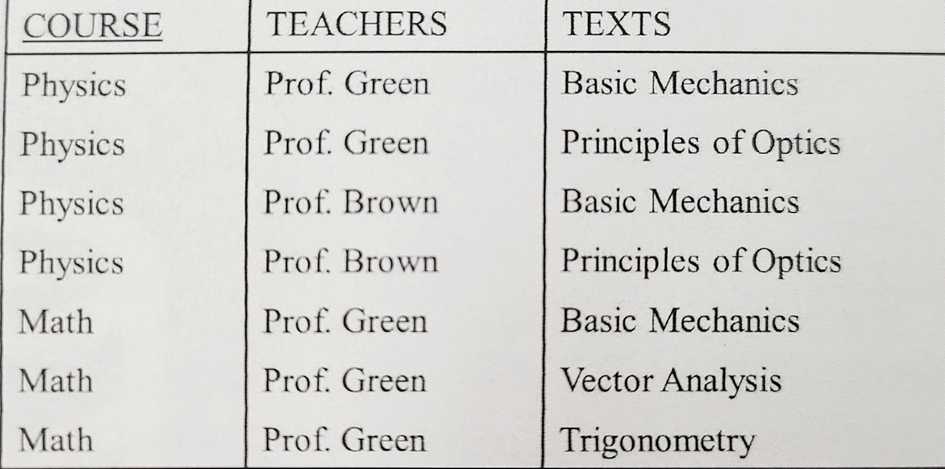 COURSE TEACHERS TEXTS
Physics Prof. Green Basic Mechanics
Physics Prof. Green Principles of Optics
Physics Prof. Brown Basic Mechanics
Physics Prof. Brown Principles of Optics
Math Prof. Green Basic Mechanics
Math Prof. Green Vector Analysis
Math Prof. Green Trigonometry